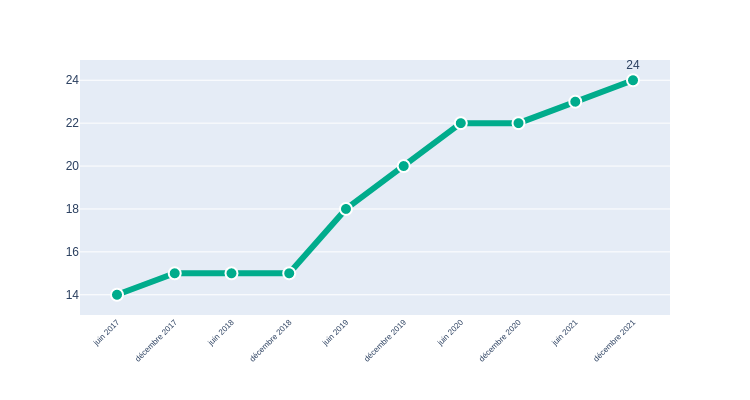 24
24
22
20
18
16
14
juin 2017
décembre 2017
juin 2018
décembre 2018
juin 2019
décembre 2019
juin 2020
décembre 2020
juin 2021
décembre 2021